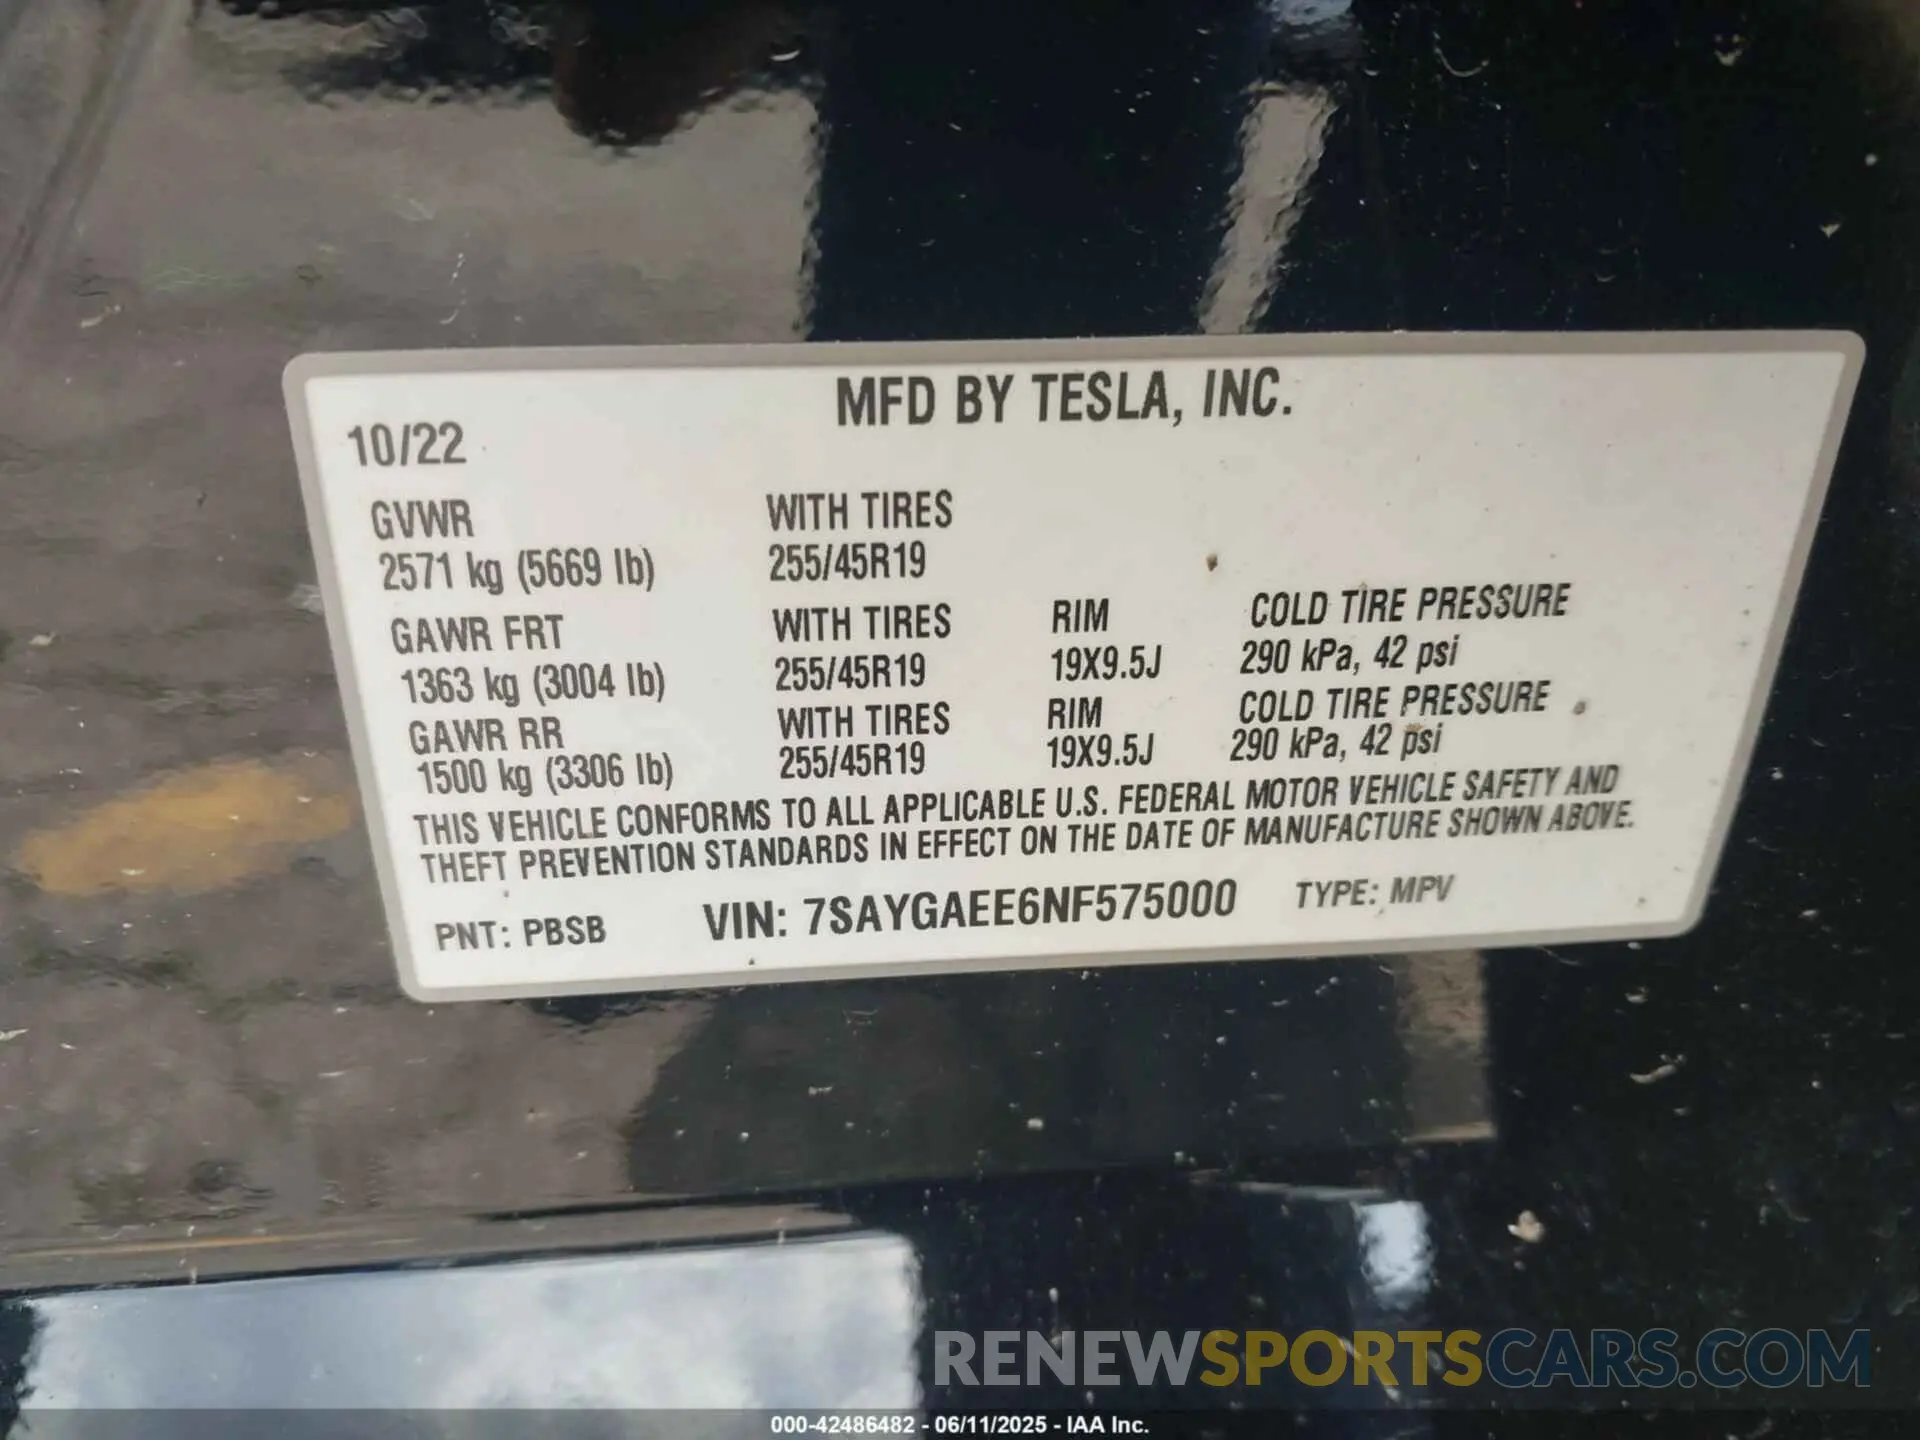 MFD BY TESLA, INC.
10/22
GVWR WITH TIRES
2571 kg (5669 lb) 255/45R19
GAWR FRT WITH TIRES RIM COLD TIRE PRESSURE
1363 kg (3004 lb) 255/45R19 19X9.5J 290 kPa, 42 psi
GAWR RR WITH TIRES RIM COLD TIRE PRESSURE
1500 kg (3306 lb) 255/45R19 19X9.5J 290 kPa, 42 psi
THIS VEHICLE CONFORMS TO ALL APPLICABLE U.S. FEDERAL MOTOR VEHICLE SAFETY AND
THEFT PREVENTION STANDARDS IN EFFECT ON THE DATE OF MANUFACTURE SHOWN ABOVE.
PNT: PBSB VIN: 7SAYGAEE6NF575000 TYPE: MPV
RENEWSPORTSCARS.COM
000-42486482 - 06/11/2025 - IAA Inc.